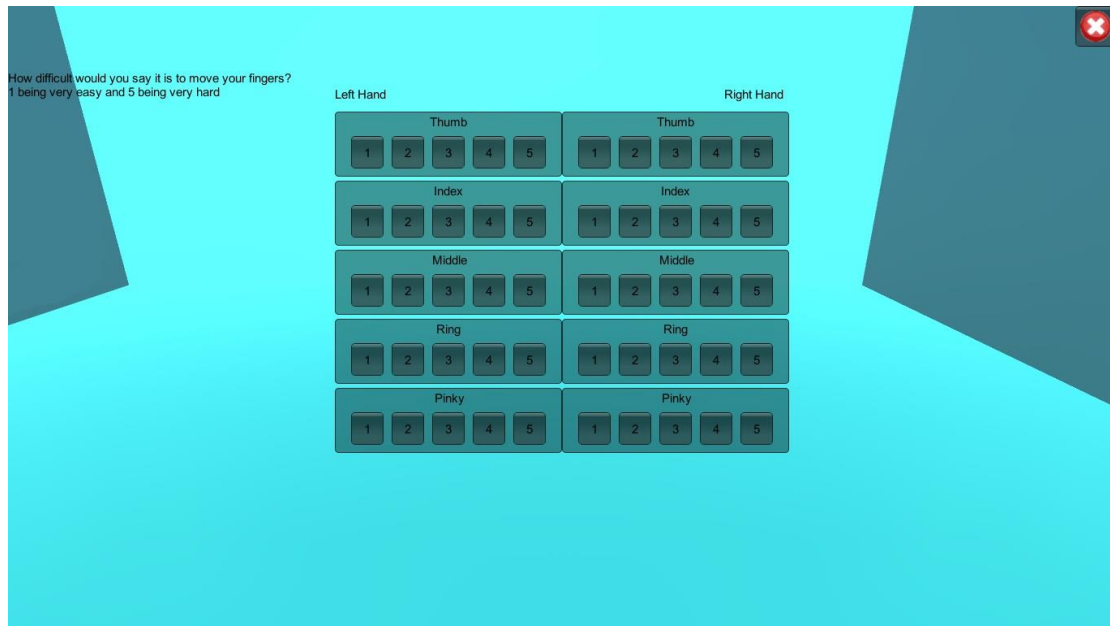 How difficult would you say it is to move your fingers?
1 being very easy and 5 being very hard
Left Hand Right Hand
Thumb Thumb
1 2 3 4 5 1 2 3 4 5
Index Index
1 2 3 4 5 1 2 3 4 5
Middle Middle
1 2 3 4 5 1 2 3 4 5
Ring Ring
1 2 3 4 5 1 2 3 4 5
Pinky Pinky
1 2 3 4 5 1 2 3 4 5